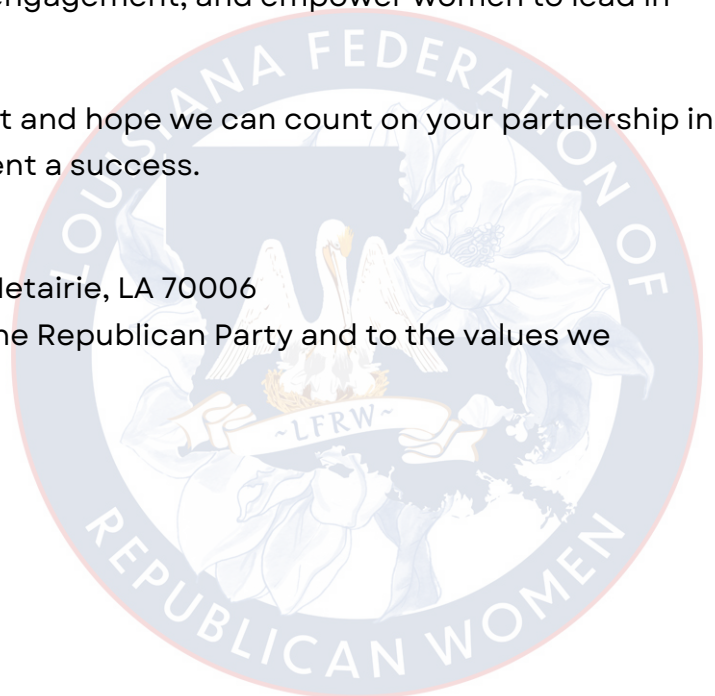 engagement, and empower women to lead in
t and hope we can count on your partnership in
ent a success.
etairie, LA 70006
he Republican Party and to the values we
LOUISIANA FEDERATION OF
~LFRW~
REPUBLICAN WOMEN